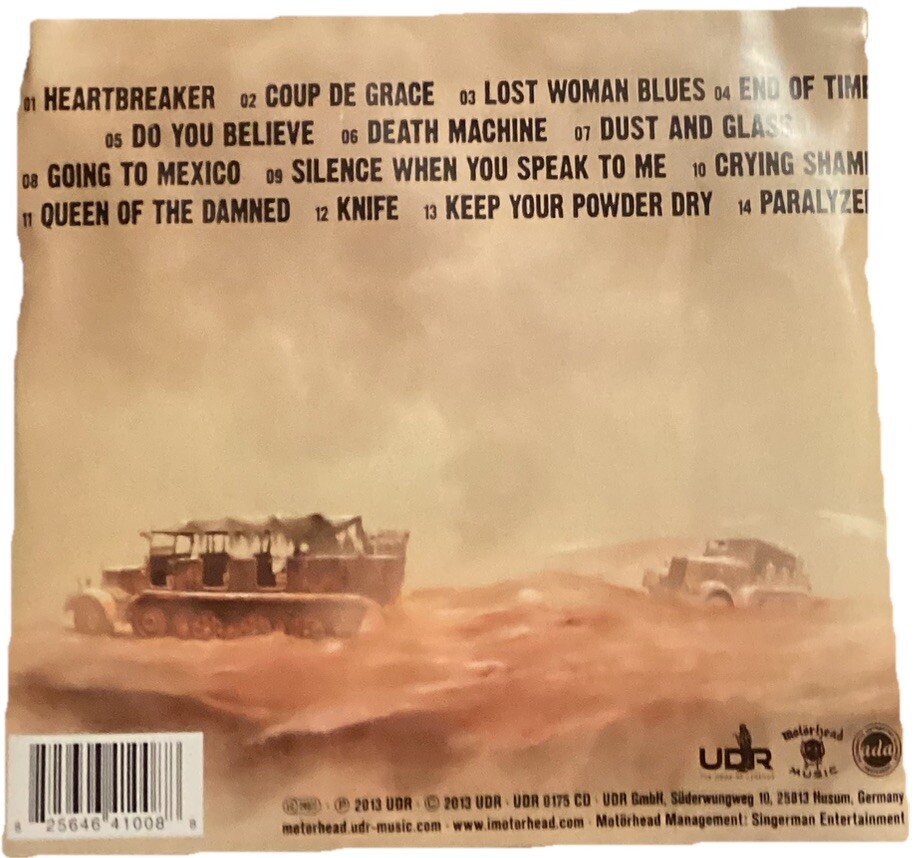 01 HEARTBREAKER 02 COUP DE GRACE 03 LOST WOMAN BLUES 04 END OF TIME
05 DO YOU BELIEVE 06 DEATH MACHINE 07 DUST AND GLASS
08 GOING TO MEXICO 09 SILENCE WHEN YOU SPEAK TO ME 10 CRYING SHAME
11 QUEEN OF THE DAMNED 12 KNIFE 13 KEEP YOUR POWDER DRY 14 PARALYZE
UDR
motörhead
MUSIC
ada
8 25646 41008 8
℗ 2013 UDR · © 2013 UDR · UDR 0175 CD · UDR GmbH, Süderwungweg 10, 25813 Husum, Germany
motorhead.udr-music.com · www.imotorhead.com · Motörhead Management: Singerman Entertainment